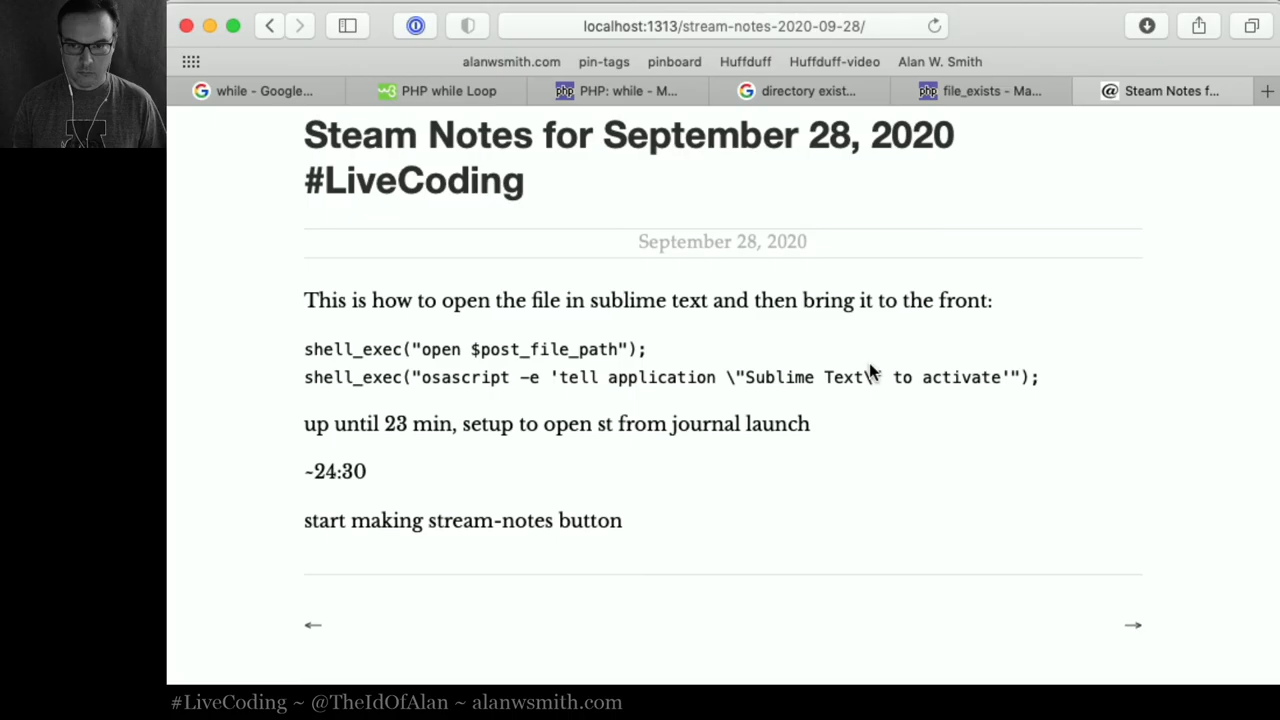 localhost:1313/stream-notes-2020-09-28/
alanwsmith.com pin-tags pinboard Huffduff Huffduff-video Alan W. Smith
while - Google... PHP while Loop PHP: while - M... directory exist... file_exists - Ma... Steam Notes f...
Steam Notes for September 28, 2020
#LiveCoding
September 28, 2020
This is how to open the file in sublime text and then bring it to the front:
shell_exec("open $post_file_path");
shell_exec("osascript -e 'tell application \"Sublime Text\" to activate'");
up until 23 min, setup to open st from journal launch
~24:30
start making stream-notes button
#LiveCoding ~ @TheIdOfAlan ~ alanwsmith.com